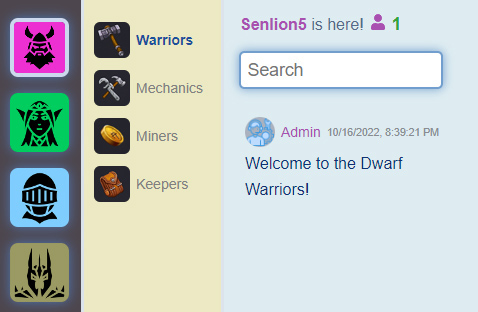 Warriors
Mechanics
Miners
Keepers
Senlion5 is here! 1
Search
Admin 10/16/2022, 8:39:21 PM
Welcome to the Dwarf
Warriors!